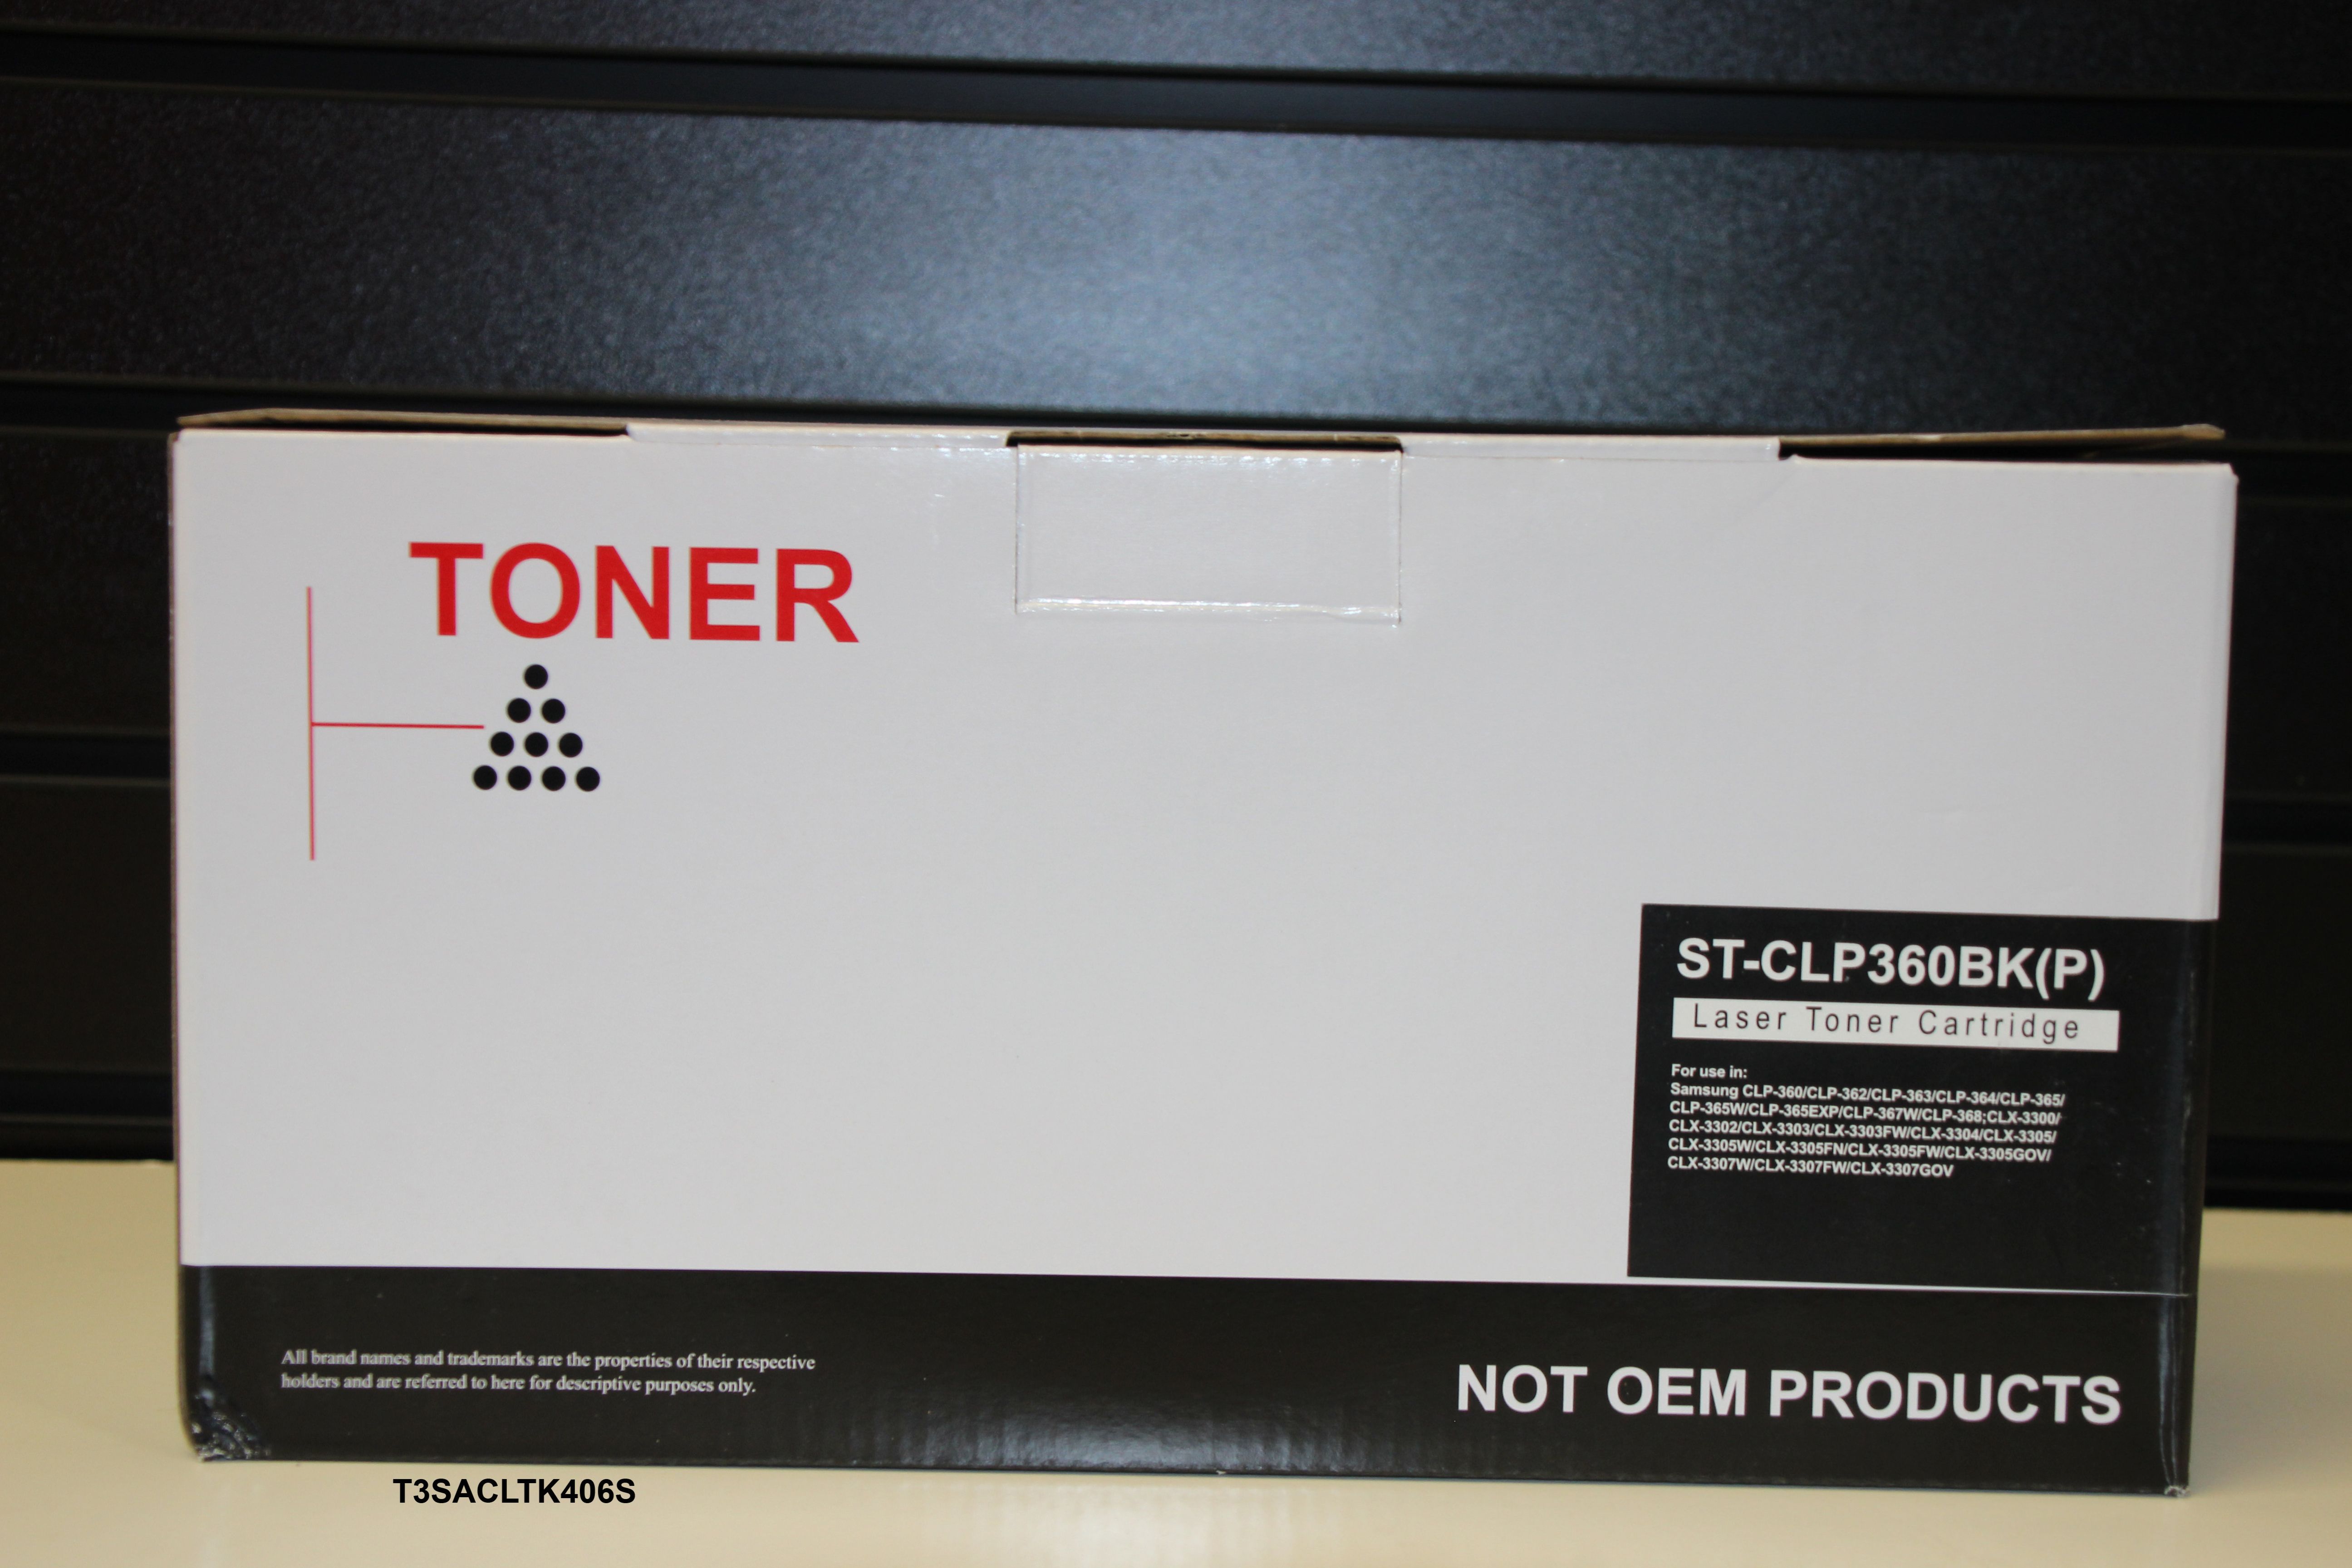 TONER
ST-CLP360BK(P)
Laser Toner Cartridge
For use in:
Samsung CLP-360/CLP-362/CLP-363/CLP-364/CLP-365/
CLP-365W/CLP-365EXP/CLP-367W/CLP-368;CLX-3300/
CLX-3302/CLX-3303/CLX-3303FW/CLX-3304/CLX-3305/
CLX-3305W/CLX-3305FN/CLX-3305FW/CLX-3305GOV/
CLX-3307W/CLX-3307FW/CLX-3307GOV
All brand names and trademarks are the properties of their respective
holders and are referred to here for descriptive purposes only.
NOT OEM PRODUCTS
T3SACLTK406S